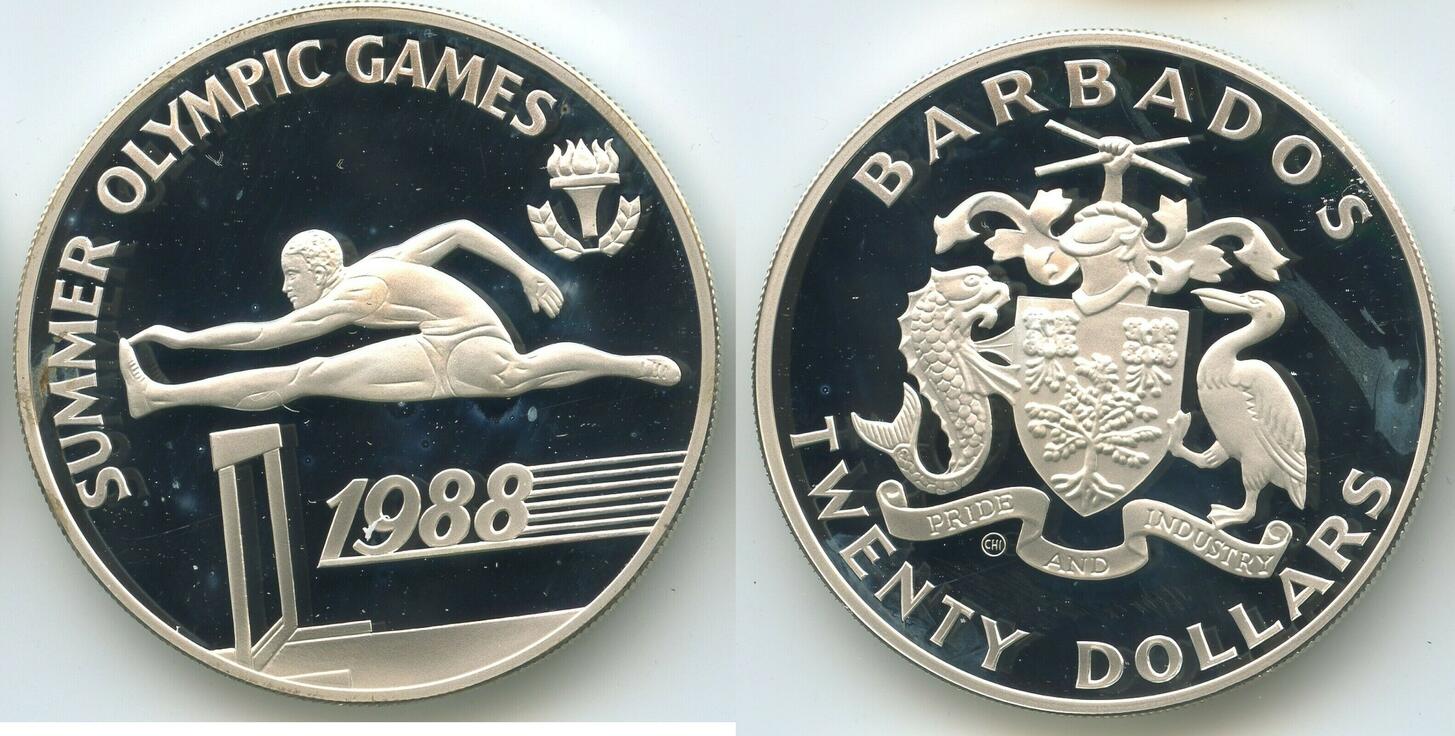 SUMMER OLYMPIC GAMES
1988
BARBADOS
PRIDE AND INDUSTRY
CHI
TWENTY DOLLARS